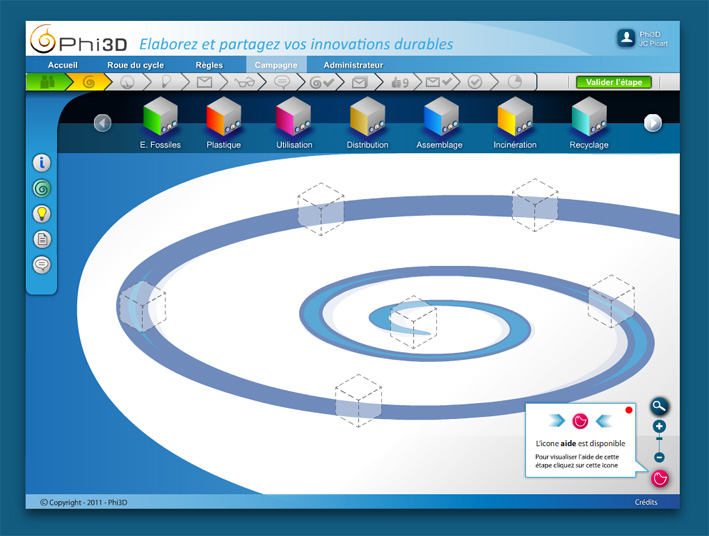 Phi3D
Elaborez et partagez vos innovations durables
Phi3D
JC Picart
Accueil
Roue du cycle
Règles
Campagne
Administrateur
9
Valider l'étape
E. Fossiles
Plastique
Utilisation
Distribution
Assemblage
Incinération
Recyclage
L'icone aide est disponible
Pour visualiser l'aide de cette
étape cliquez sur cette icone
© Copyright - 2011 - Phi3D
Crédits